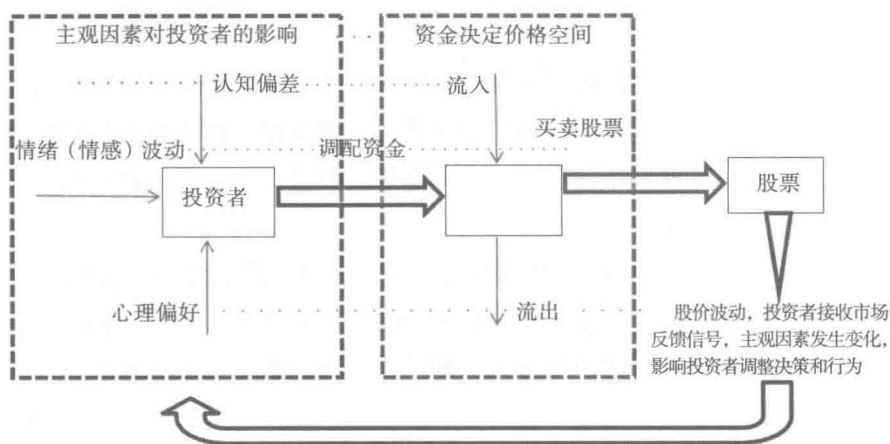 主观因素对投资者的影响
资金决定价格空间
认知偏差
流入
买卖股票
情绪（情感）波动
调配资金
投资者
股票
心理偏好
流出
股价波动，投资者接收市场
反馈信号，主观因素发生变化，
影响投资者调整决策和行为